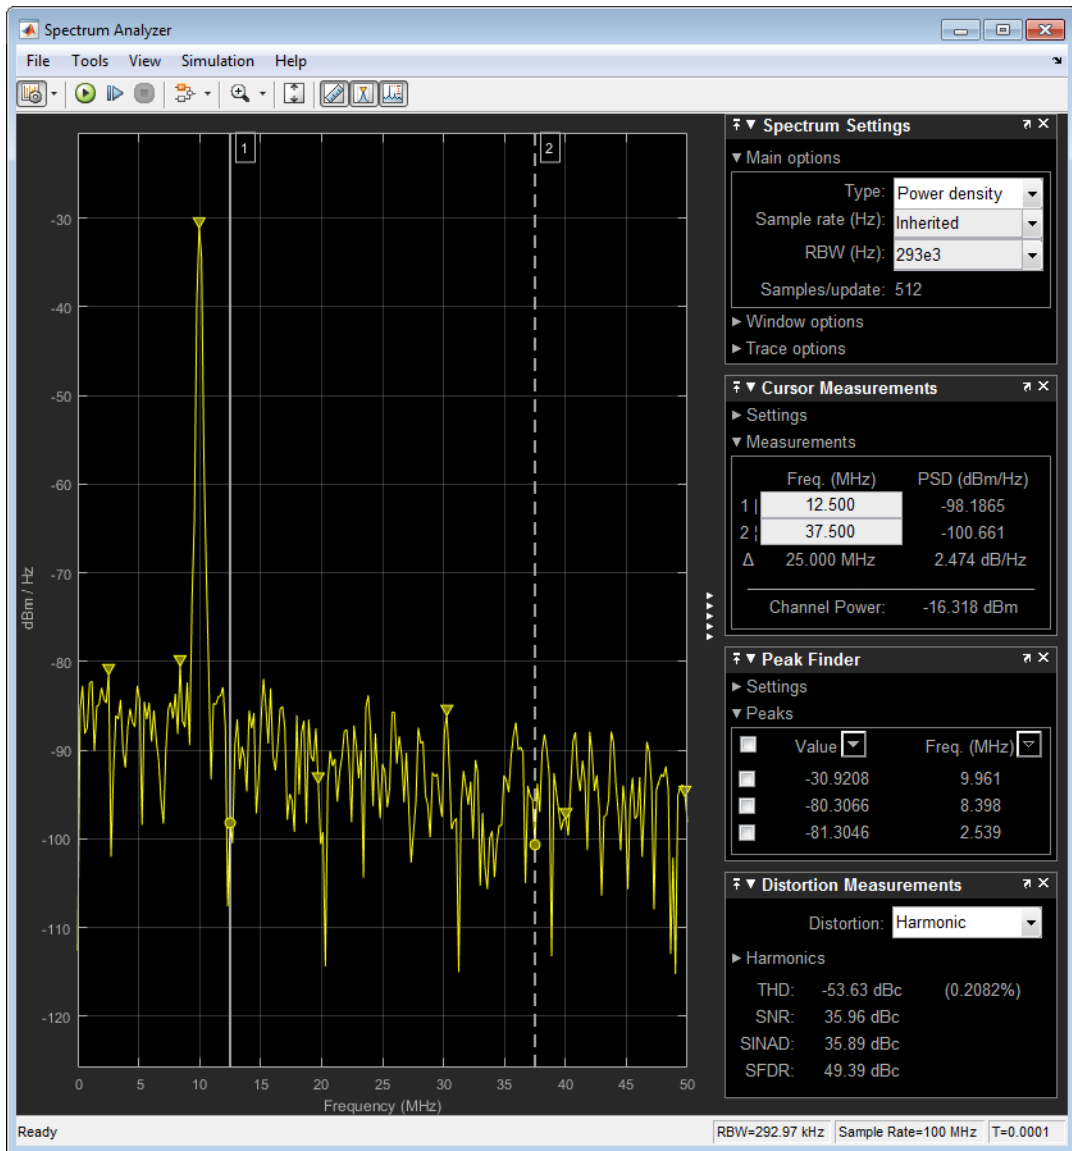 Spectrum Analyzer
File Tools View Simulation Help
1
2
-30
-40
-50
-60
-70
-80
-90
-100
-110
-120
dBm / Hz
0 5 10 15 20 25 30 35 40 45 50
Frequency (MHz)
Spectrum Settings
Main options
Type: Power density
Sample rate (Hz): Inherited
RBW (Hz): 293e3
Samples/update: 512
Window options
Trace options
Cursor Measurements
Settings
Measurements
Freq. (MHz) PSD (dBm/Hz)
1 | 12.500 -98.1865
2 ¦ 37.500 -100.661
Δ 25.000 MHz 2.474 dB/Hz
Channel Power: -16.318 dBm
Peak Finder
Settings
Peaks
Value Freq. (MHz)
-30.9208 9.961
-80.3066 8.398
-81.3046 2.539
Distortion Measurements
Distortion: Harmonic
Harmonics
THD: -53.63 dBc (0.2082%)
SNR: 35.96 dBc
SINAD: 35.89 dBc
SFDR: 49.39 dBc
Ready RBW=292.97 kHz Sample Rate=100 MHz T=0.0001